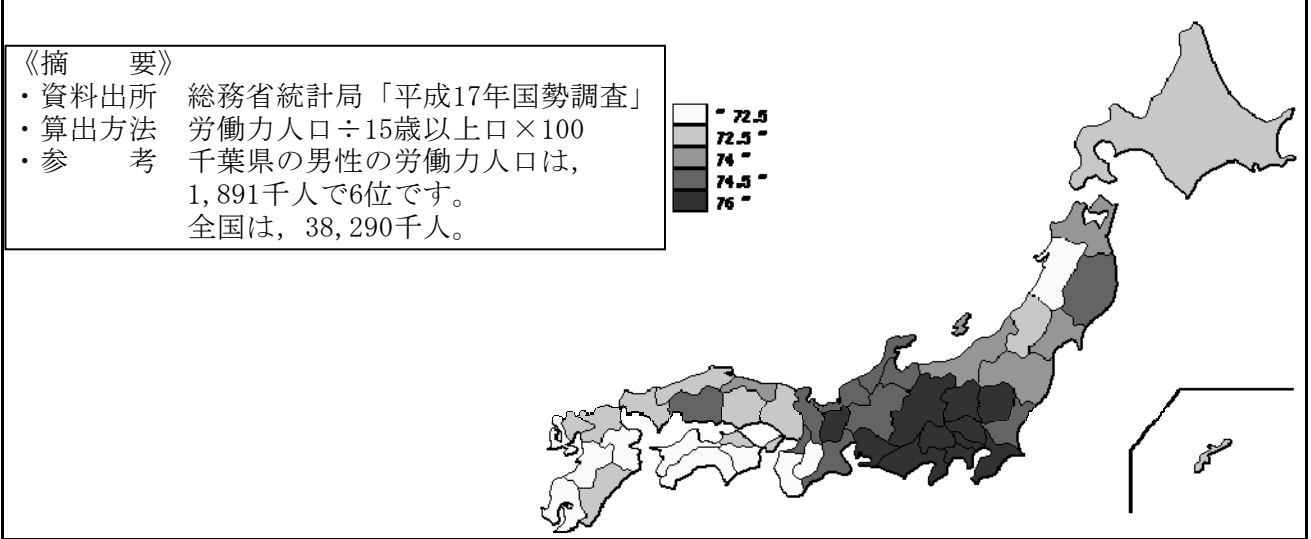 《摘　　要》
・資料出所　総務省統計局「平成17年国勢調査」
・算出方法　労働力人口÷15歳以上口×100
・参　　考　千葉県の男性の労働力人口は，
1,891千人で6位です。
全国は，38,290千人。
~ 72.5
72.5 ~
74 ~
74.5 ~
76 ~